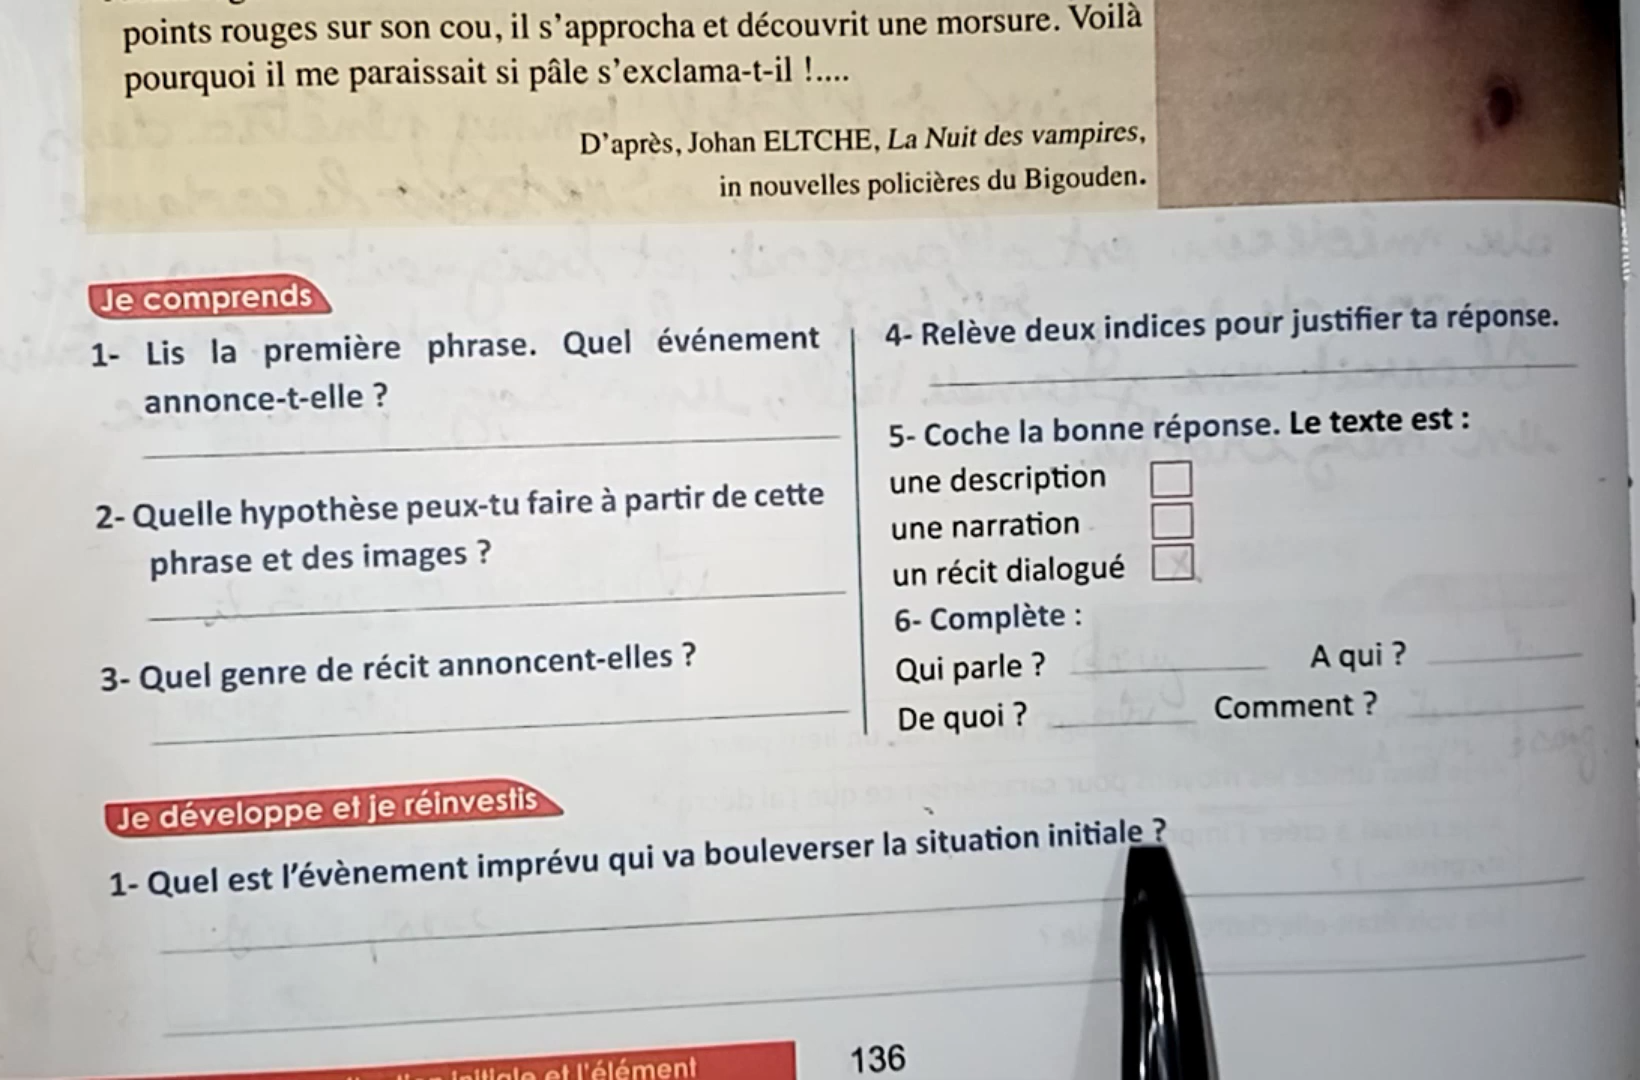 points rouges sur son cou, il s'approcha et découvrit une morsure. Voilà
pourquoi il me paraissait si pâle s'exclama-t-il !....
D'après, Johan ELTCHE, La Nuit des vampires,
in nouvelles policières du Bigouden.
Je comprends
1- Lis la première phrase. Quel événement
annonce-t-elle ?
2- Quelle hypothèse peux-tu faire à partir de cette
phrase et des images ?
3- Quel genre de récit annoncent-elles ?
4- Relève deux indices pour justifier ta réponse.
5- Coche la bonne réponse. Le texte est :
une description
une narration
un récit dialogué
6- Complète :
Qui parle ? A qui ?
De quoi ? Comment ?
Je développe et je réinvestis
1- Quel est l'évènement imprévu qui va bouleverser la situation initiale ?
initiale et l'élément
136